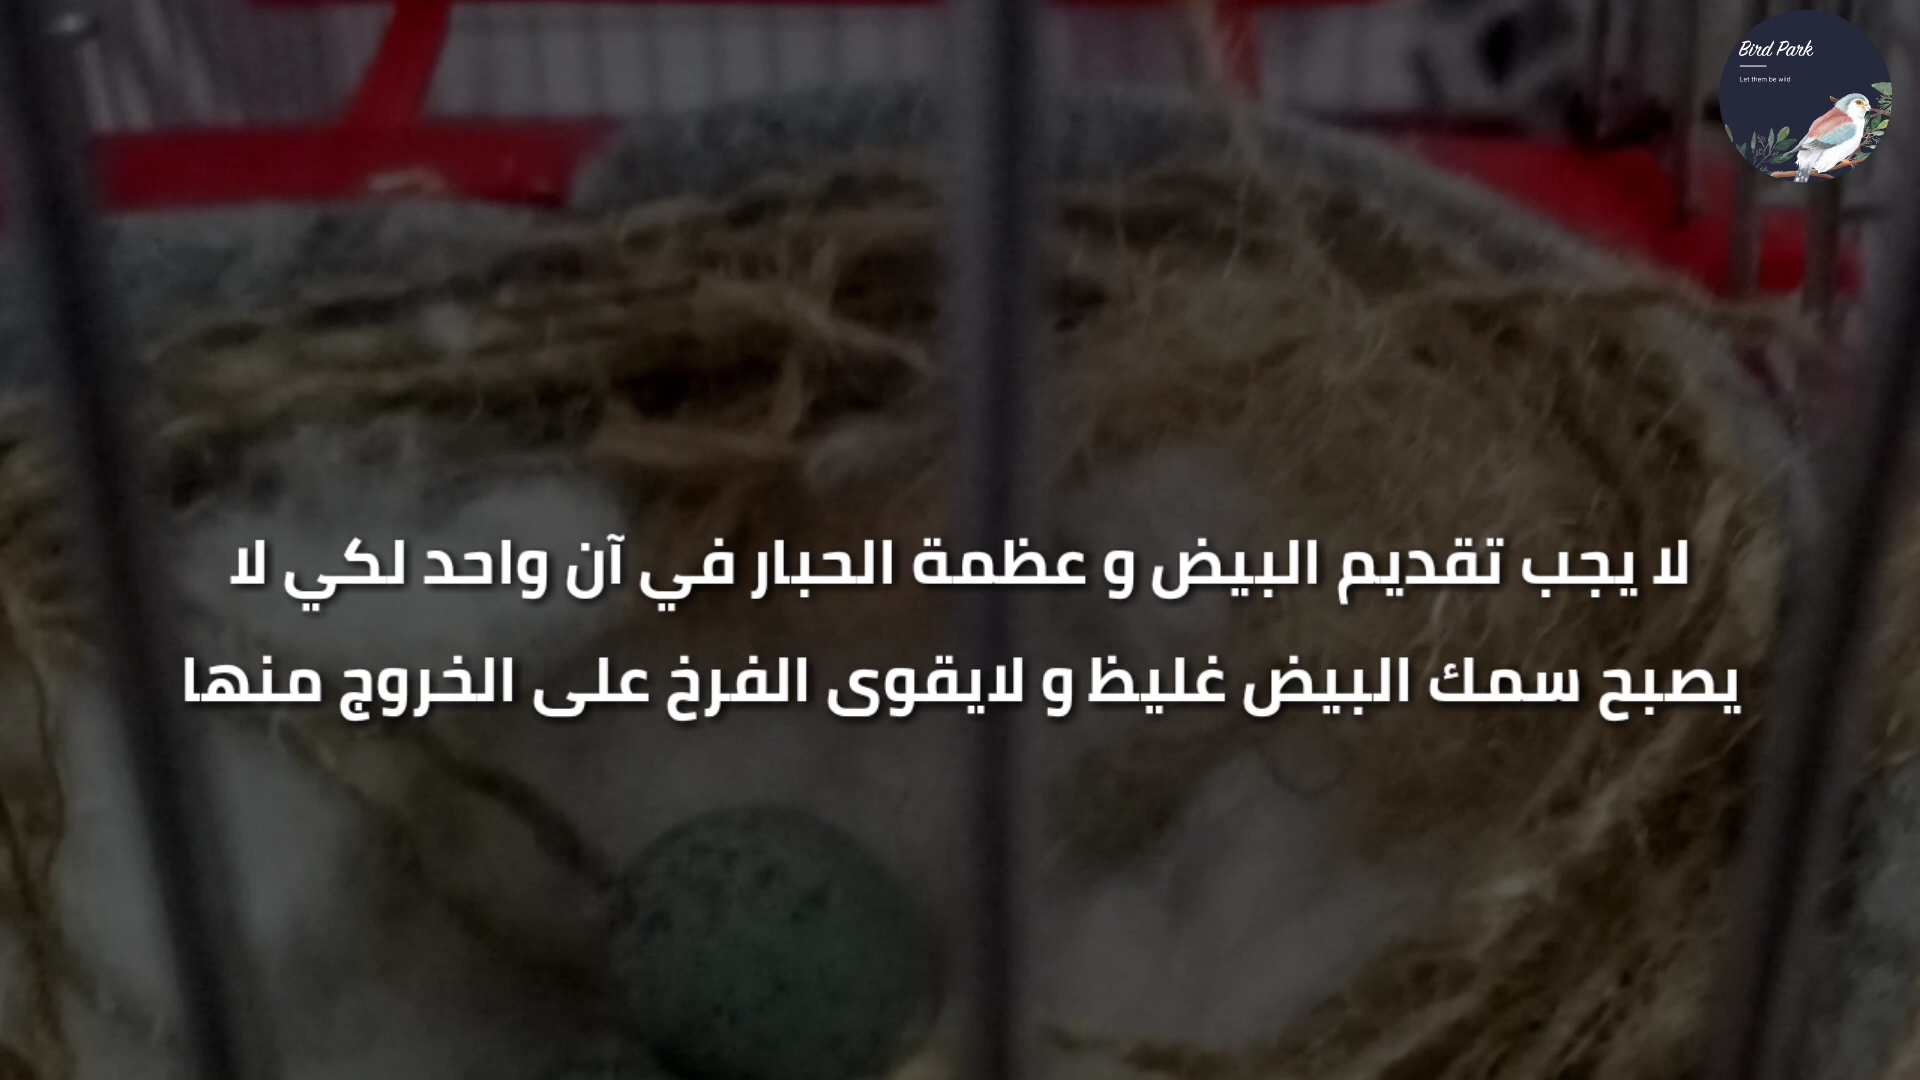 Bird Park
Let them be wild
لا يجب تقديم البيض و عظمة الحبار في آن واحد لكي لا
يصبح سمك البيض غليظ و لايقوى الفرخ على الخروج منها